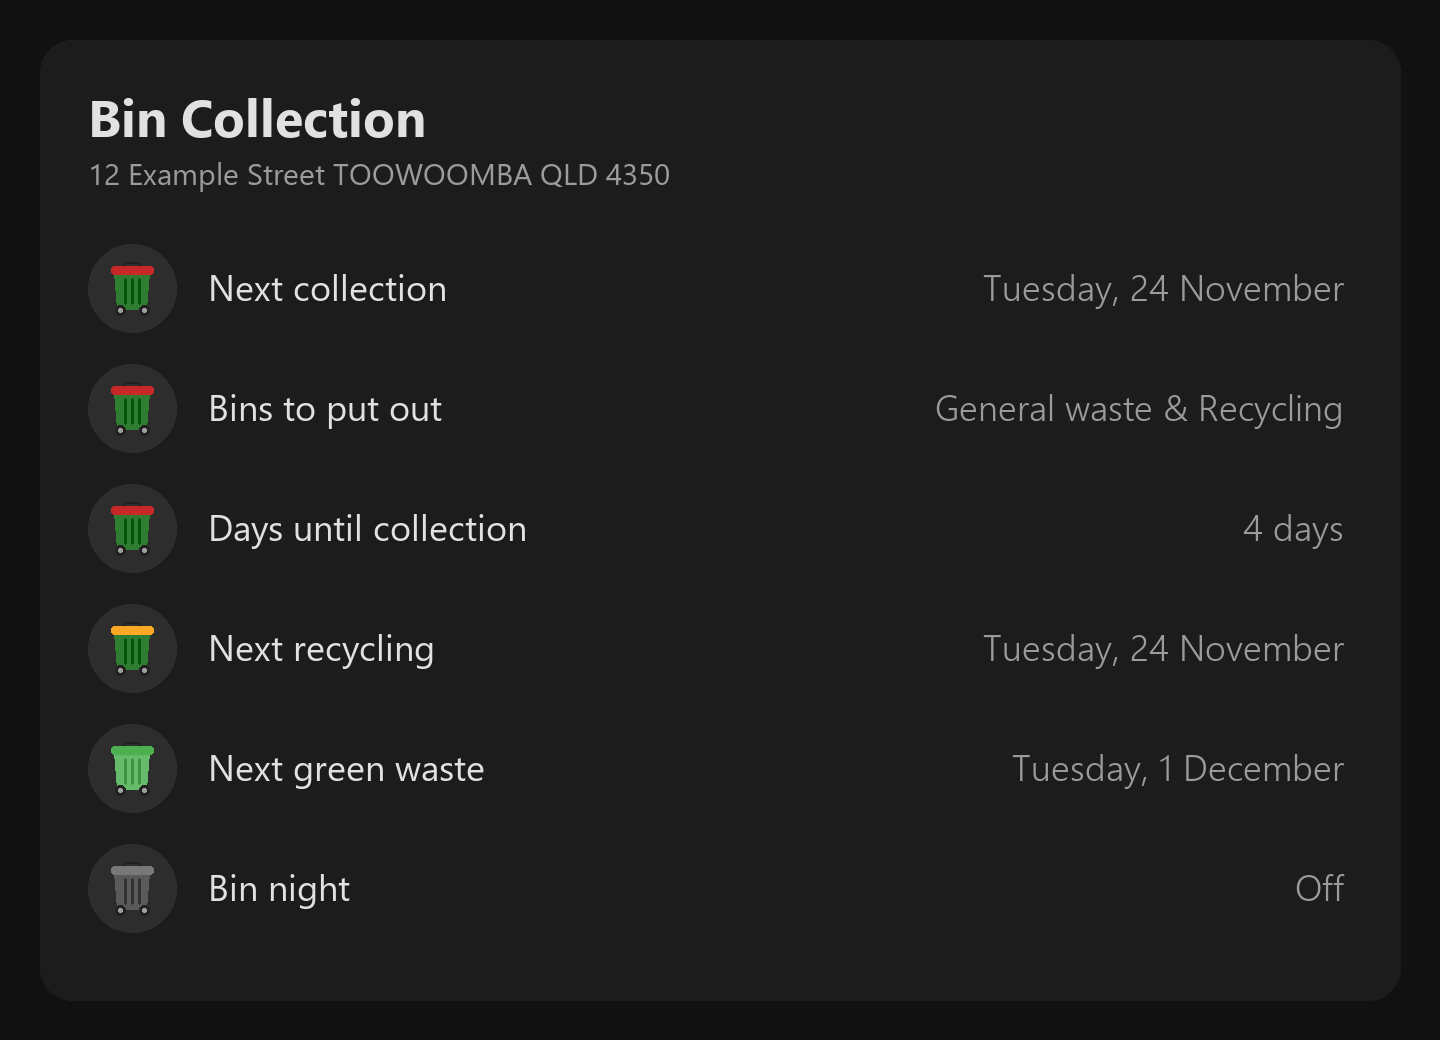 Bin Collection
12 Example Street TOOWOOMBA QLD 4350
Next collection Tuesday, 24 November
Bins to put out General waste & Recycling
Days until collection 4 days
Next recycling Tuesday, 24 November
Next green waste Tuesday, 1 December
Bin night Off